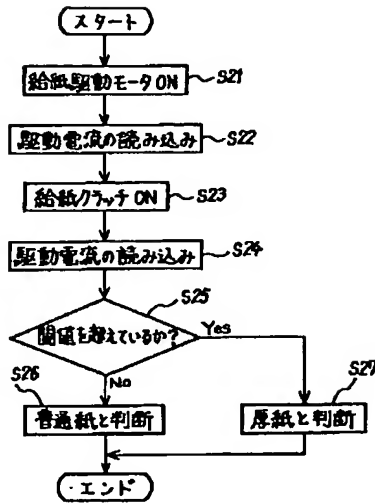 スタート
給紙駆動モータON
S21
駆動電流の読み込み
S22
給紙クラッチON
S23
駆動電流の読み込み
S24
閾値を超えているか?
S25
Yes
No
S26
普通紙と判断
S27
厚紙と判断
エンド